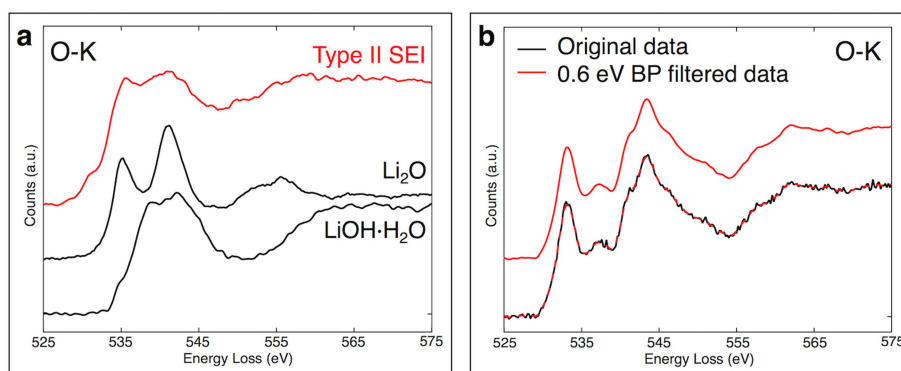 a
O-K
Type II SEI
Li₂O
LiOH·H₂O
Counts (a.u.)
525 535 545 555 565 575
Energy Loss (eV)
b
Original data
0.6 eV BP filtered data
O-K
Counts (a.u.)
525 535 545 555 565 575
Energy Loss (eV)